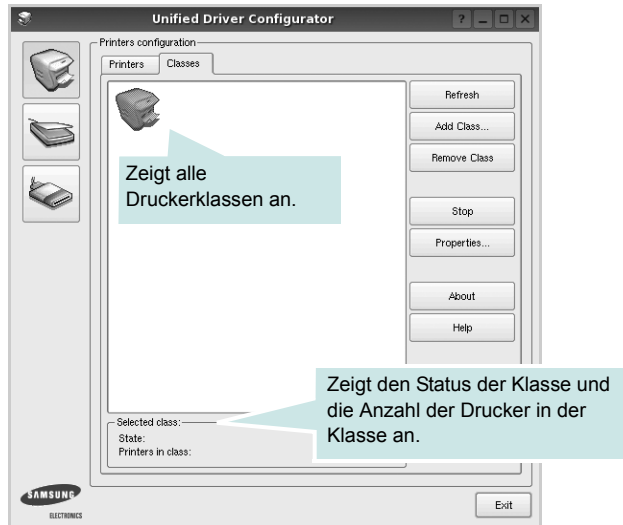 Unified Driver Configurator
?
Printers configuration
Printers
Classes
Refresh
Add Class...
Remove Class
Zeigt alle
Druckerklassen an.
Stop
Properties...
About
Help
Zeigt den Status der Klasse und
die Anzahl der Drucker in der
Klasse an.
Selected class:
State:
Printers in class:
SAMSUNG
ELECTRONICS
Exit